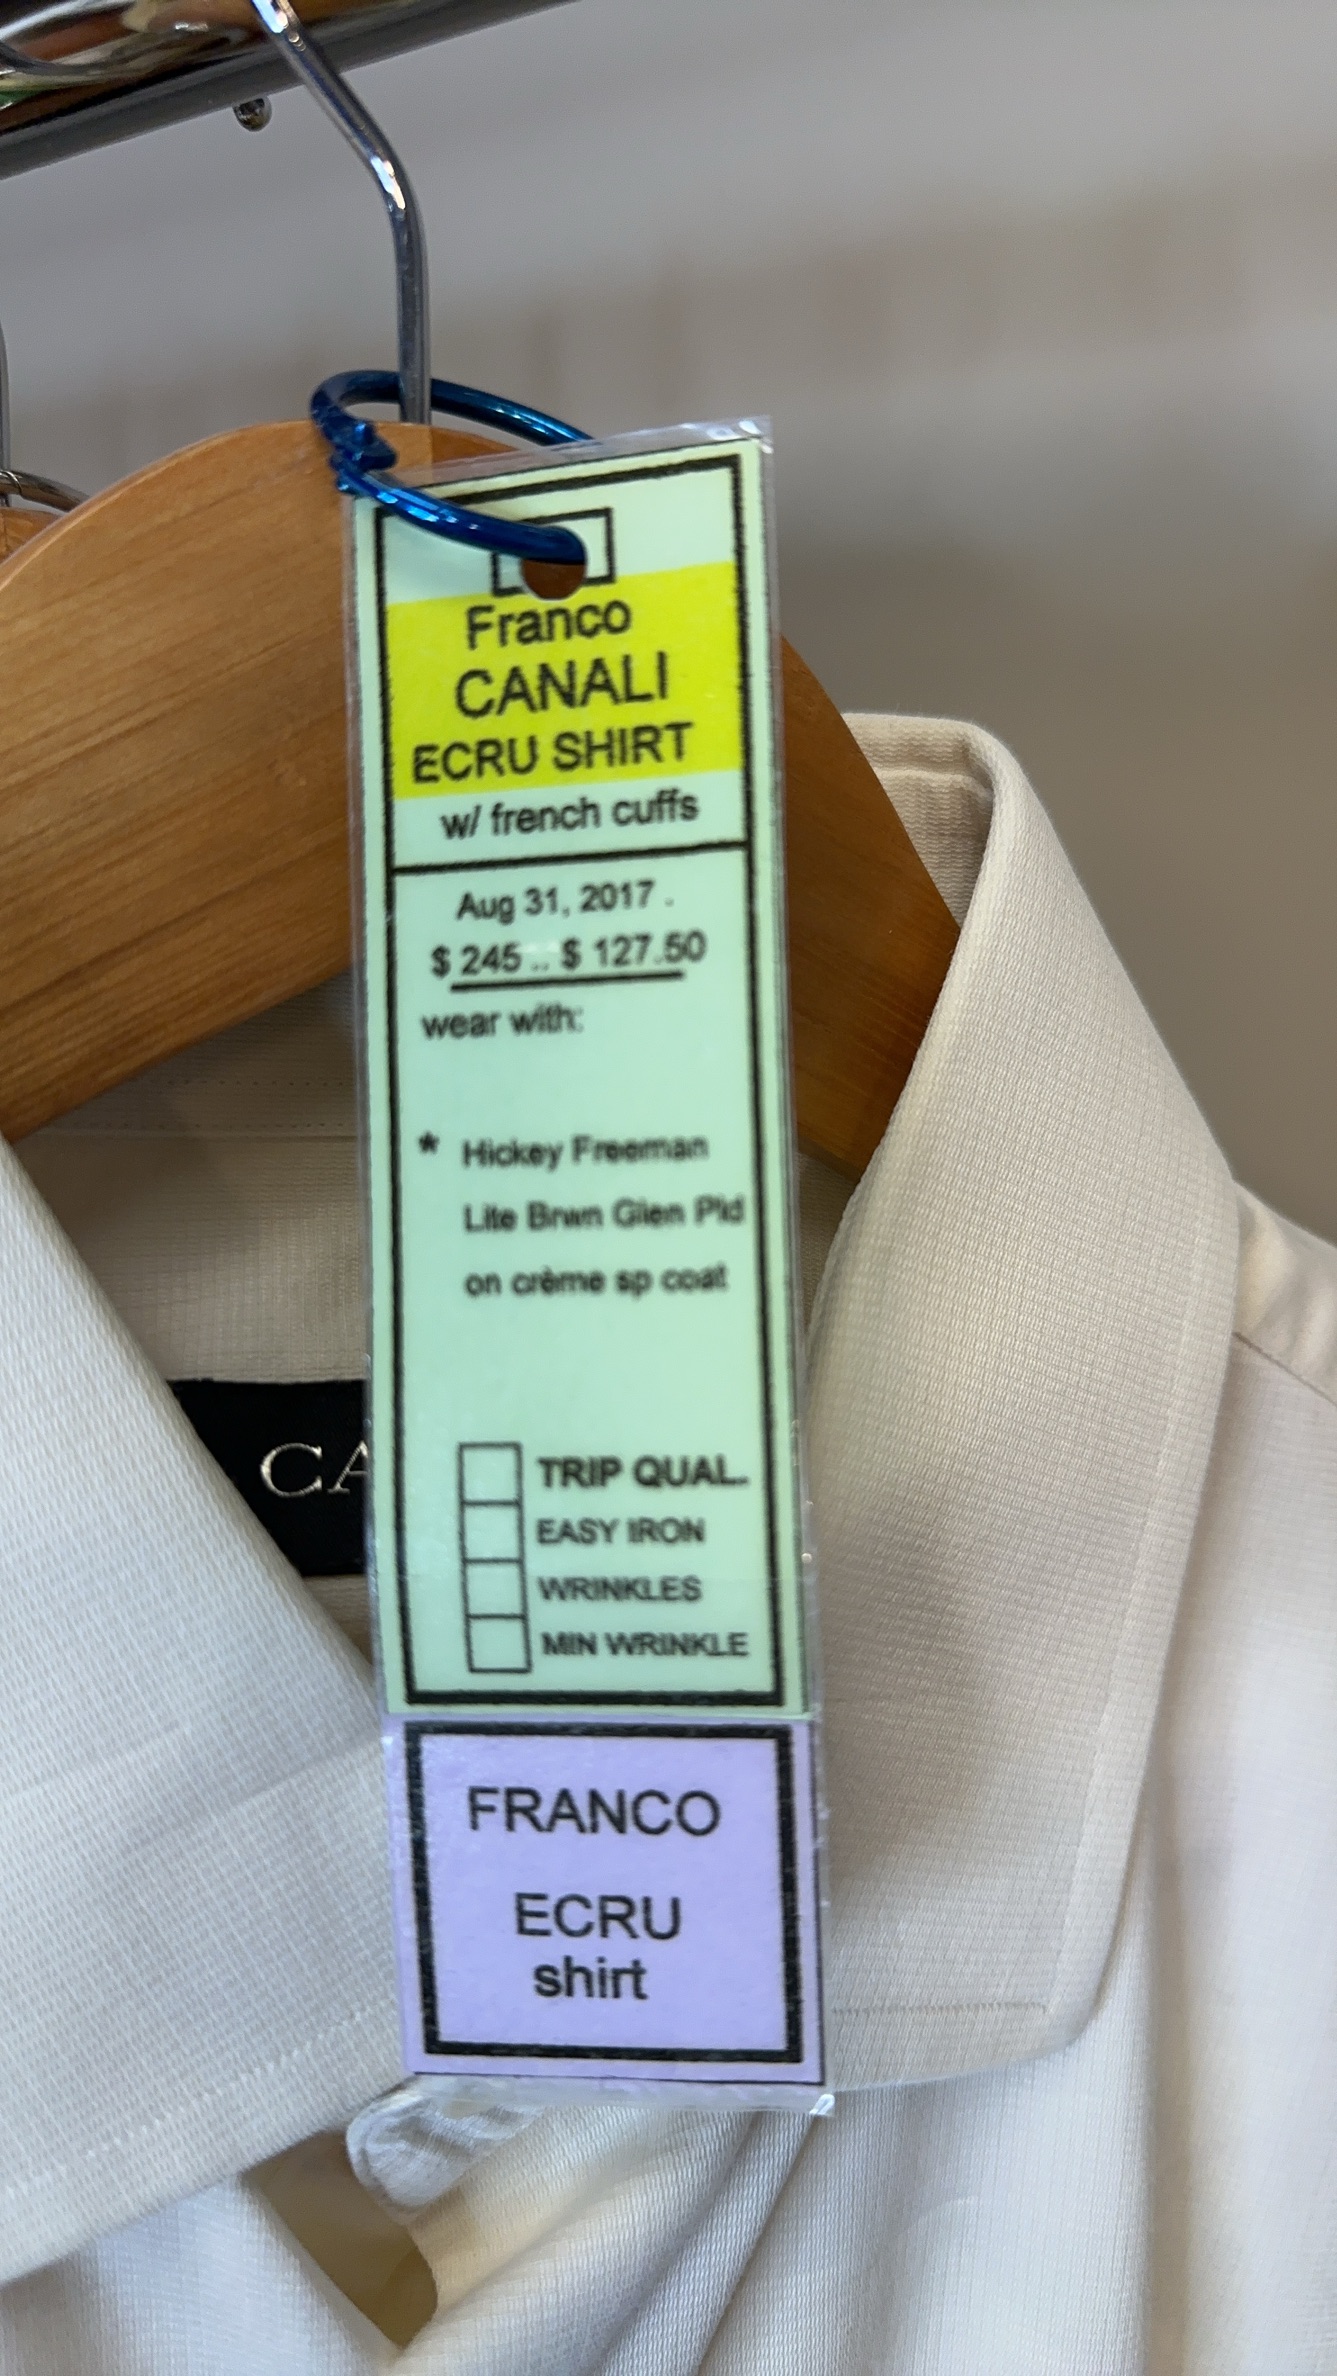 Franco
CANALI
ECRU SHIRT
w/ french cuffs
Aug 31, 2017 .
$ 245 .. $ 127.50
wear with:
* Hickey Freeman
Lite Brwn Glen Pld
on crème sp coat
CA
TRIP QUAL.
EASY IRON
WRINKLES
MIN WRINKLE
FRANCO
ECRU
shirt